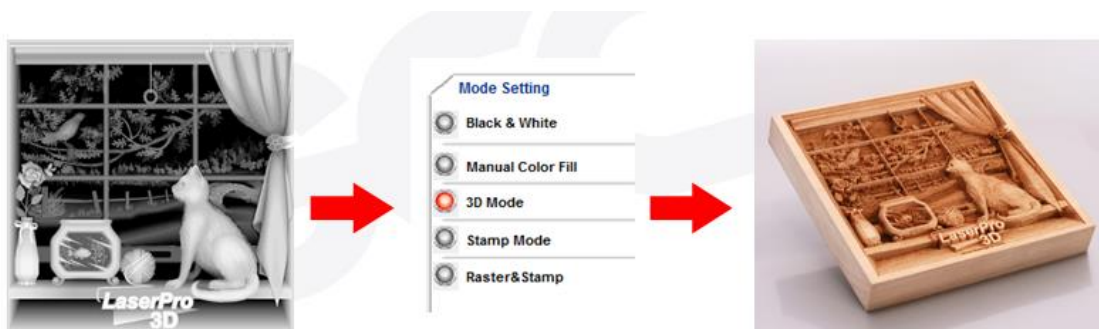 LaserPro
3D
Mode Setting
Black & White
Manual Color Fill
3D Mode
Stamp Mode
Raster&Stamp
LaserPro
3D